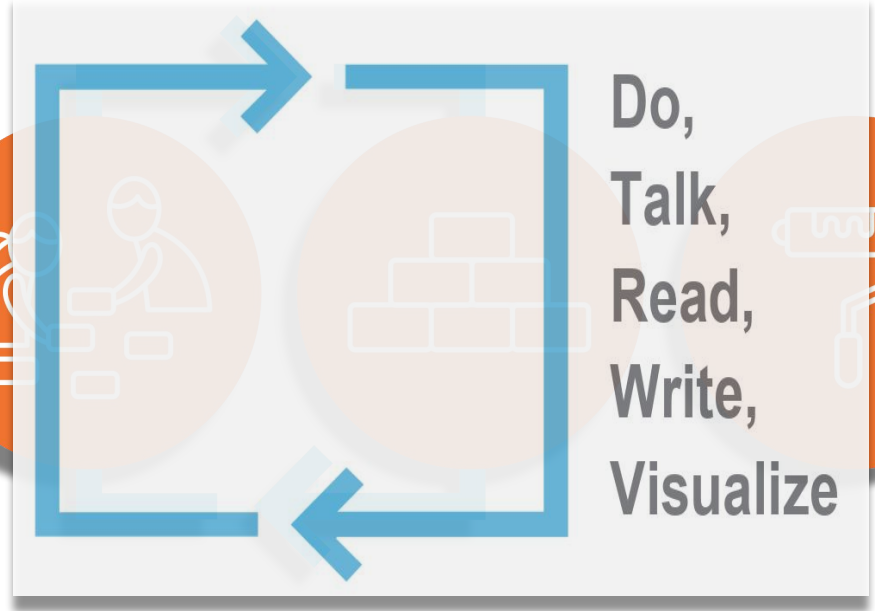 Do,
Talk,
Read,
Write,
Visualize